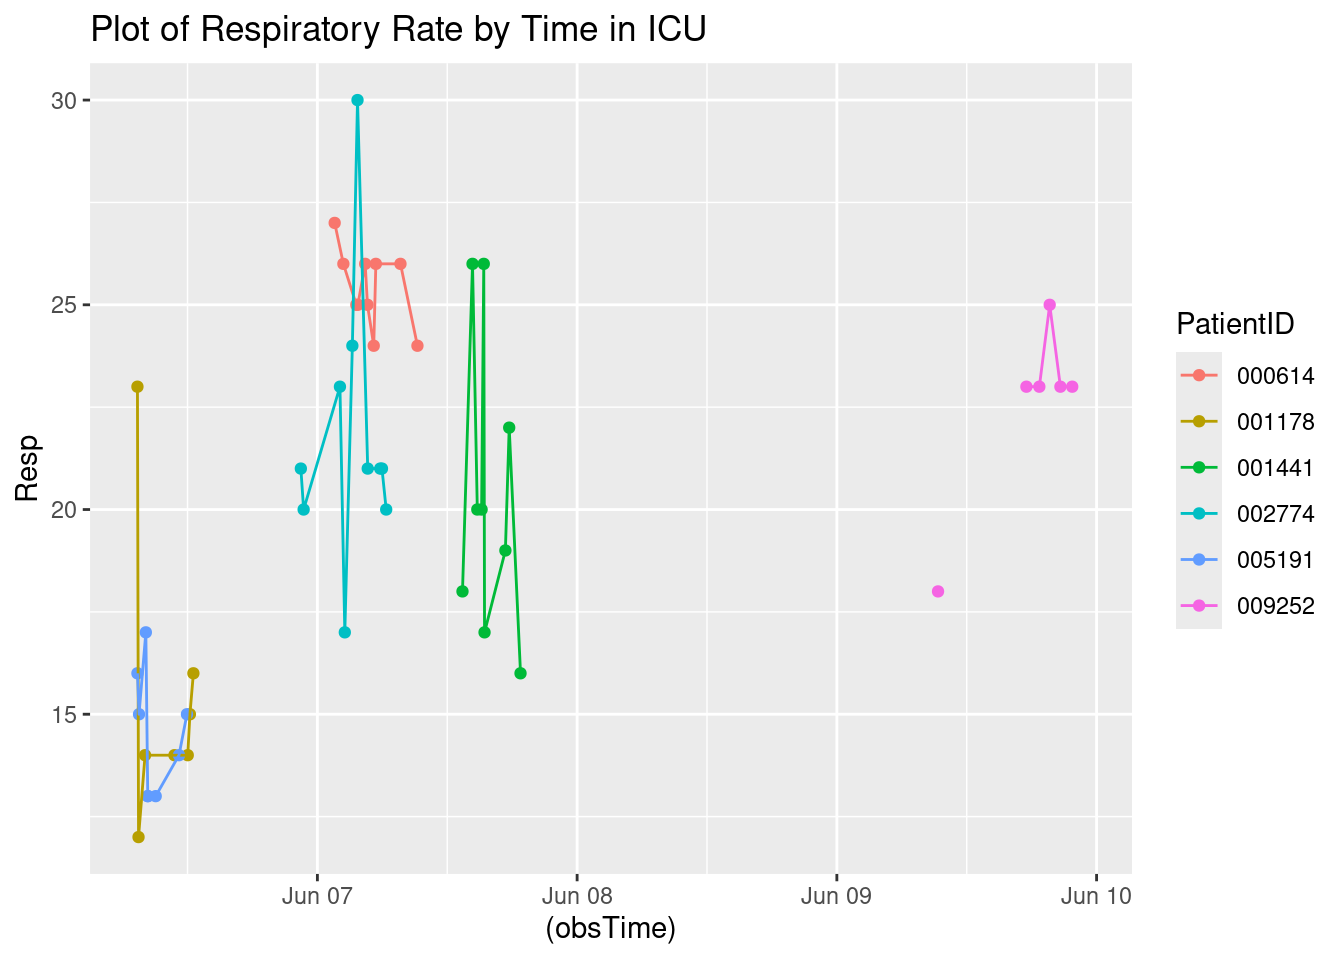 Plot of Respiratory Rate by Time in ICU
30
25
20
15
Resp
Jun 07
Jun 08
Jun 09
Jun 10
(obsTime)
PatientID
000614
001178
001441
002774
005191
009252